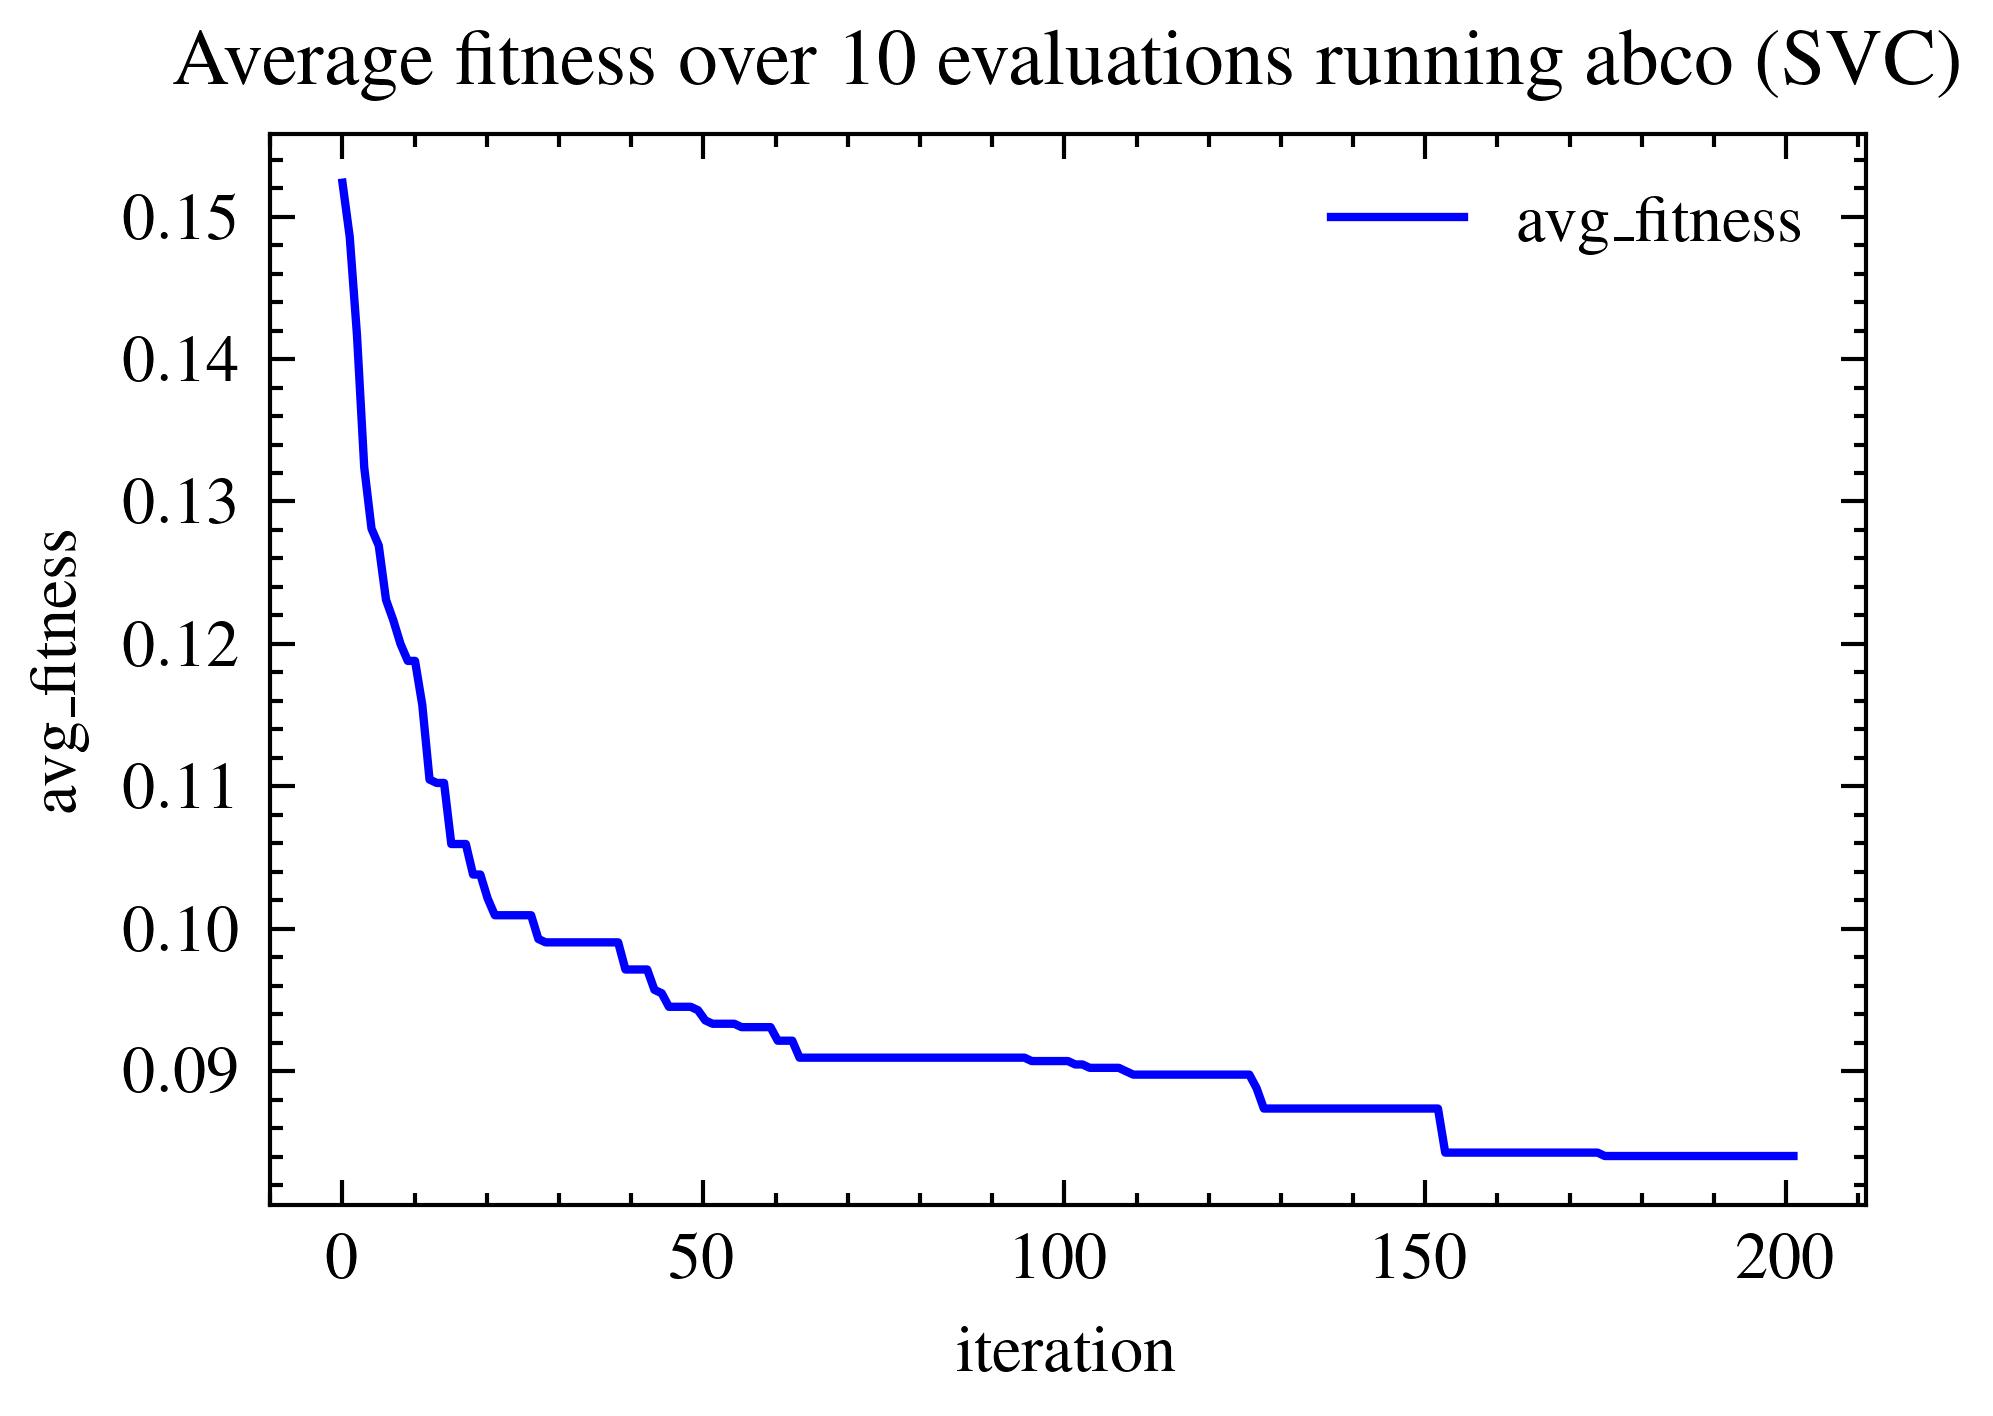 Average fitness over 10 evaluations running abco (SVC)
avg_fitness
0.15
0.14
0.13
0.12
0.11
0.10
0.09
avg_fitness
0 50 100 150 200
iteration